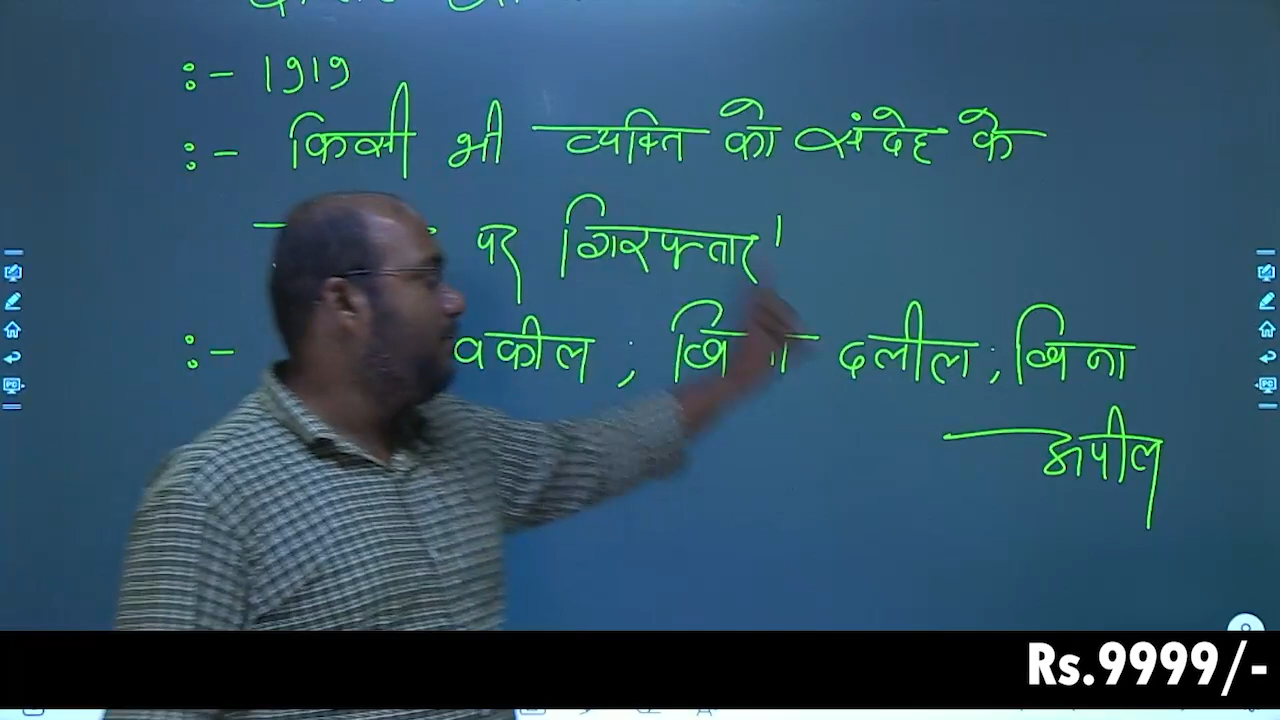 :- 1919
:- किसी भी व्यक्ति को संदेह के
पर गिरफ्तार ।
:- वकील ; बिना दलील ; बिना
अपील
Rs.9999/-